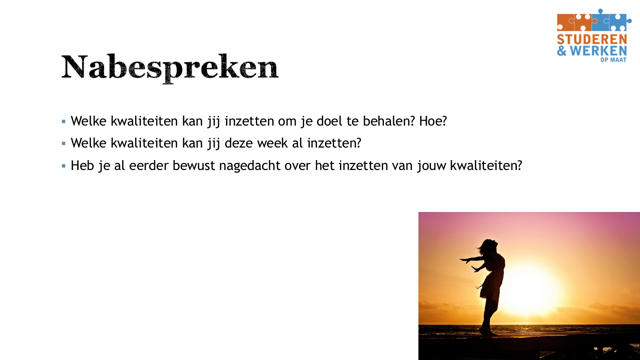 STUDEREN
& WERKEN
OP MAAT
Nabespreken
Welke kwaliteiten kan jij inzetten om je doel te behalen? Hoe?
Welke kwaliteiten kan jij deze week al inzetten?
Heb je al eerder bewust nagedacht over het inzetten van jouw kwaliteiten?